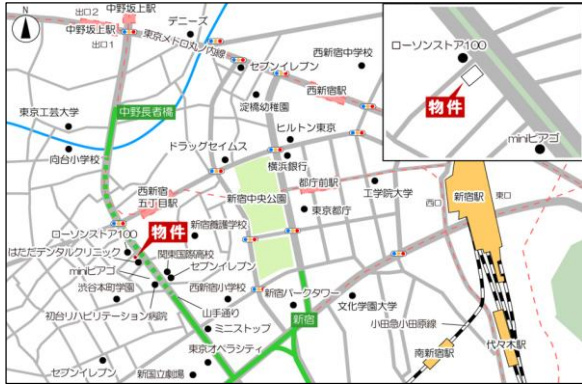 出口2
中野坂上駅
中野坂上駅
出口1
デニーズ
東京メトロ丸ノ内線
セブンイレブン
西新宿中学校
淀橋幼稚園
西新宿駅
N
中野長者橋
東京工芸大学
向台小学校
ドラッグセイムス
ヒルトン東京
横浜銀行
新宿中央公園
都庁前駅
工学院大学
東京都庁
西新宿
五丁目駅
ローソンストア100
物件
はただデンタルクリニック
miniピアゴ
新宿養護学校
関東国際高校
セブンイレブン
渋谷本町学園
初台リハビリテーション病院
西新宿小学校
山手通り
ミニストップ
東京オペラシティ
新国立劇場
セブンイレブン
新宿パークタワー
新宿
文化学園大学
小田急小田原線
南新宿駅
代々木駅
新宿駅
西口
東口
ローソンストア100
物件
miniピアゴ